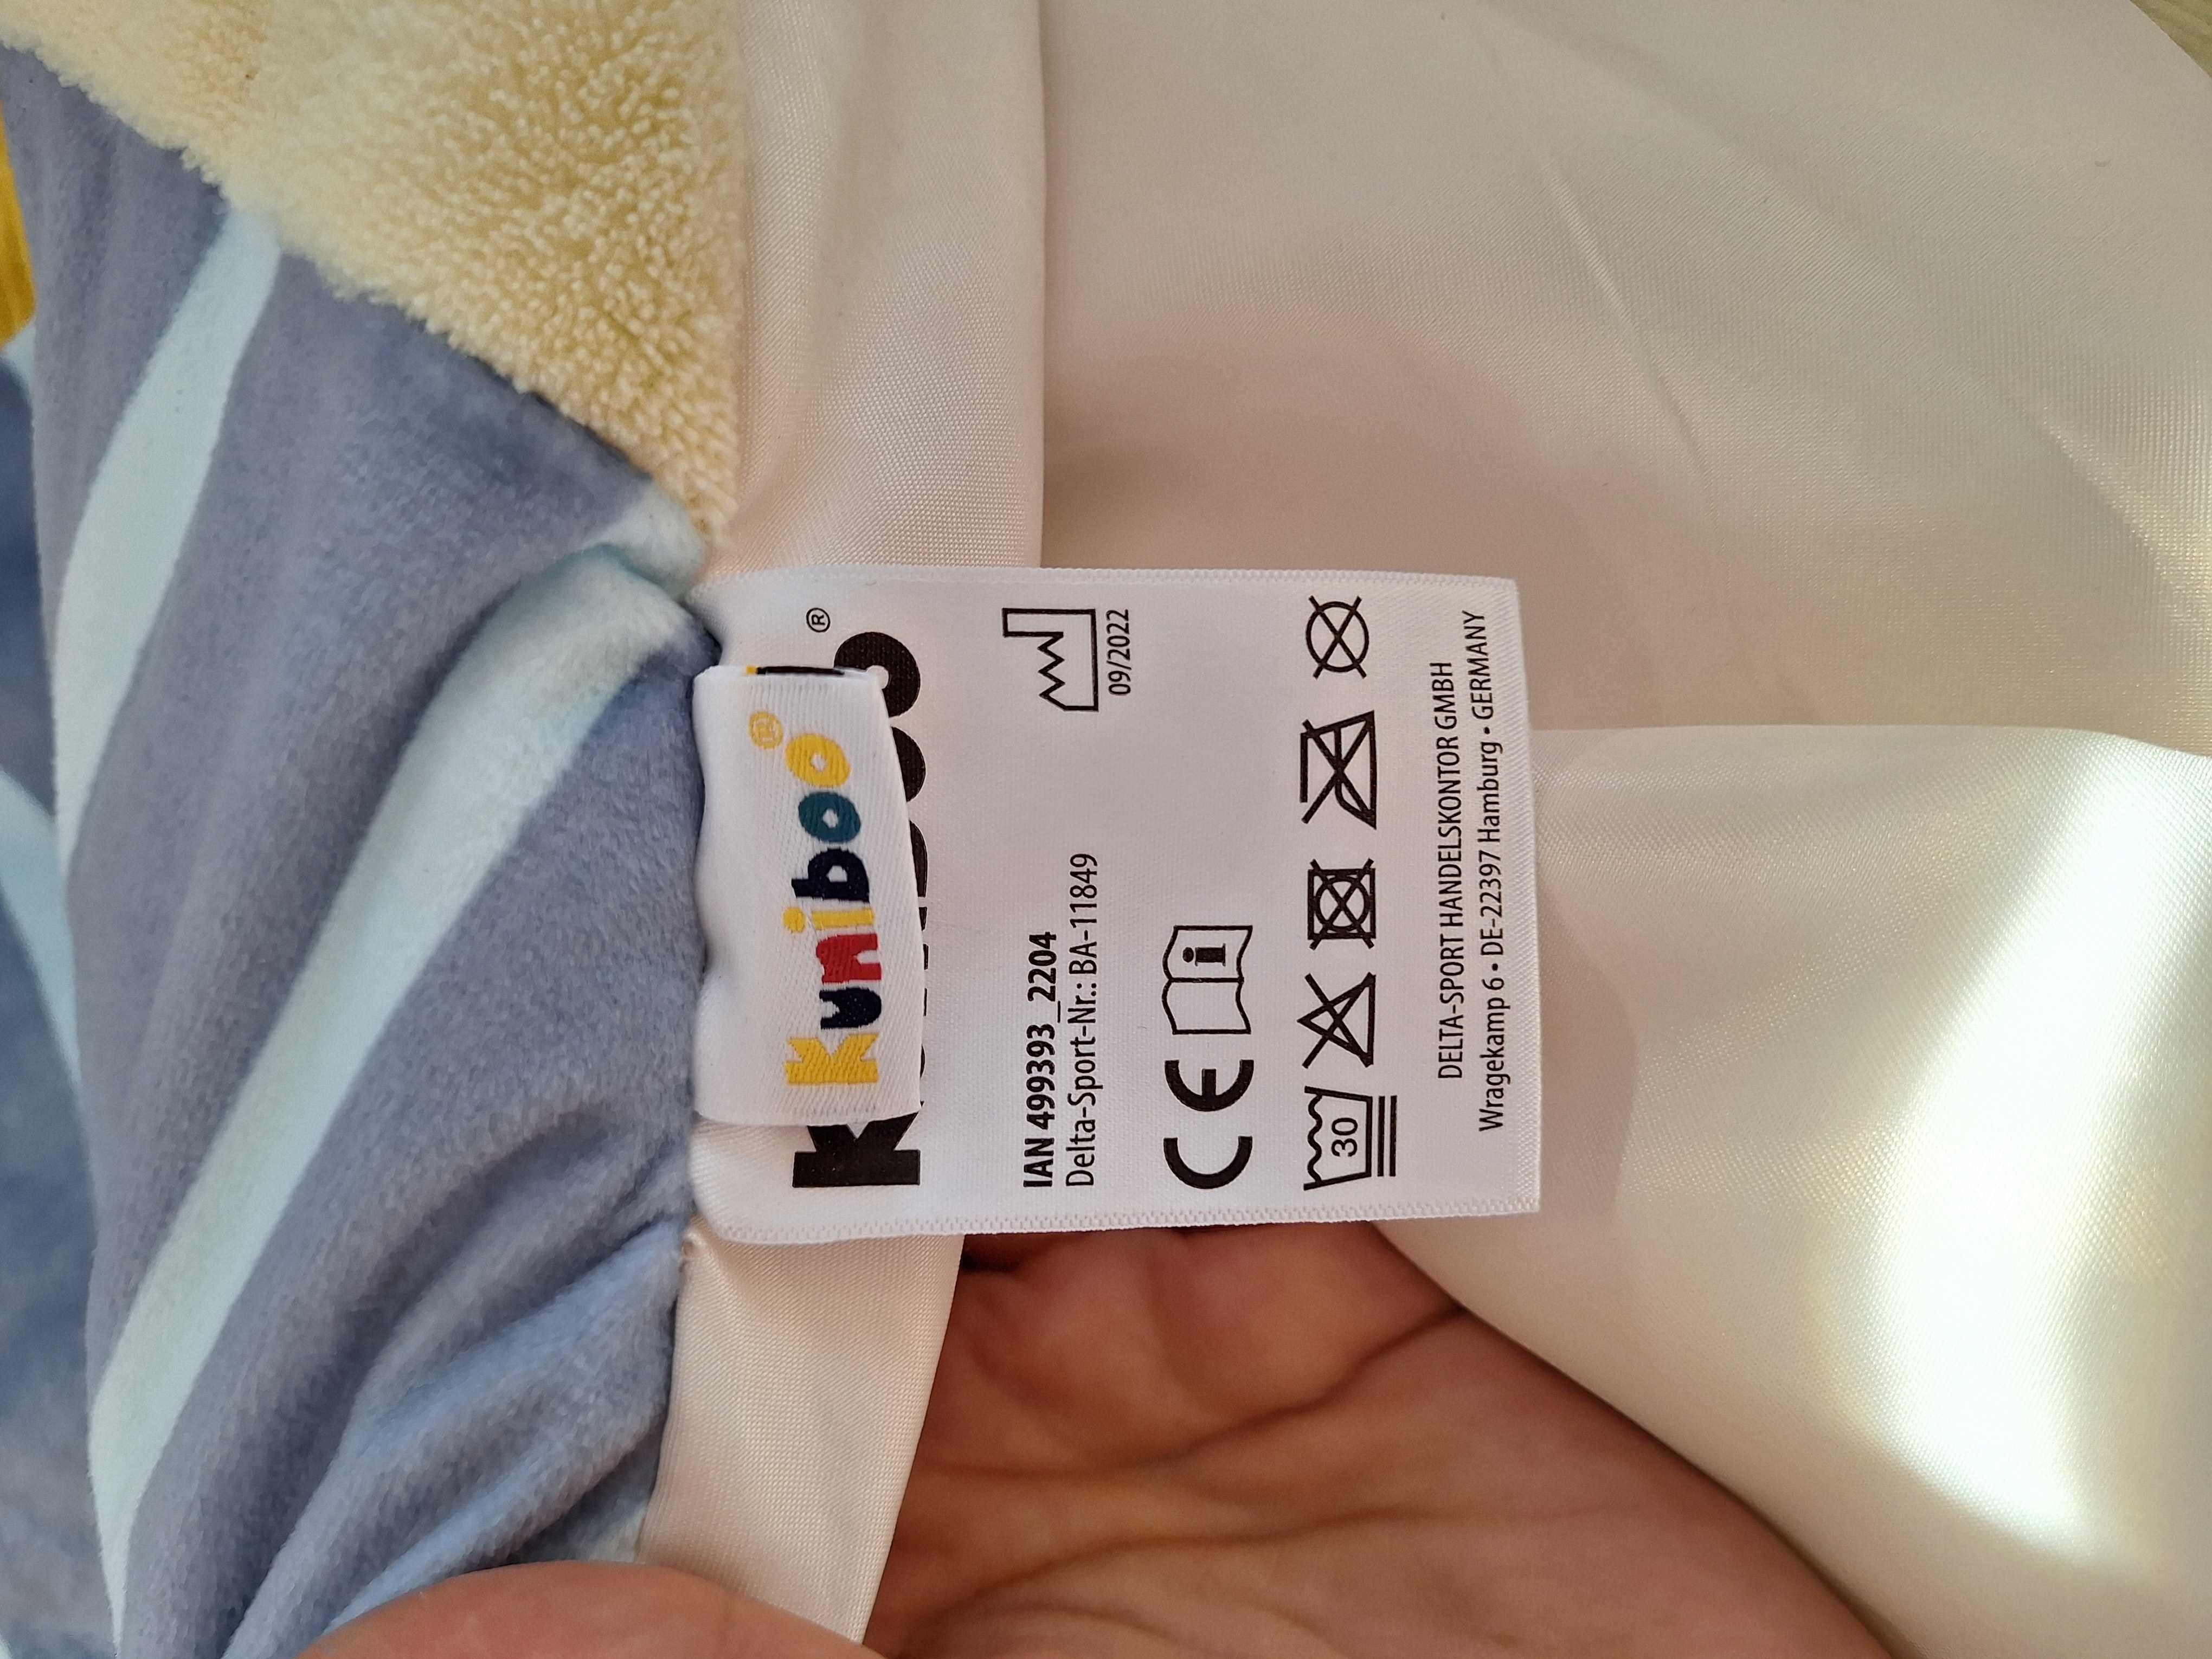 Kuniboo®
®
IAN 499393_2204
Delta-Sport-Nr.: BA-11849
09/2022
CE
i
30
DELTA-SPORT HANDELSKONTOR GMBH
Wragekamp 6 • DE-22397 Hamburg • GERMANY